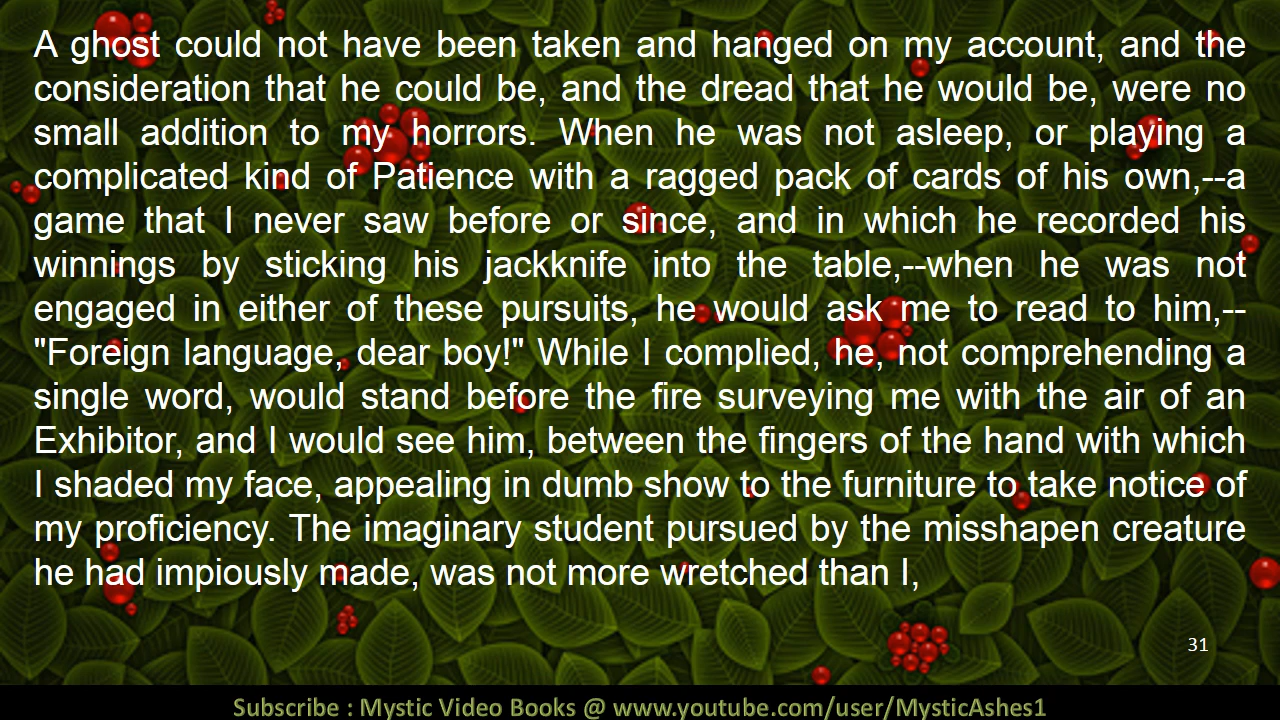 A ghost could not have been taken and hanged on my account, and the
consideration that he could be, and the dread that he would be, were no
small addition to my horrors. When he was not asleep, or playing a
complicated kind of Patience with a ragged pack of cards of his own,--a
game that I never saw before or since, and in which he recorded his
winnings by sticking his jackknife into the table,--when he was not
engaged in either of these pursuits, he would ask me to read to him,--
"Foreign language, dear boy!" While I complied, he, not comprehending a
single word, would stand before the fire surveying me with the air of an
Exhibitor, and I would see him, between the fingers of the hand with which
I shaded my face, appealing in dumb show to the furniture to take notice of
my proficiency. The imaginary student pursued by the misshapen creature
he had impiously made, was not more wretched than I,
31
Subscribe : Mystic Video Books @ www.youtube.com/user/MysticAshes1